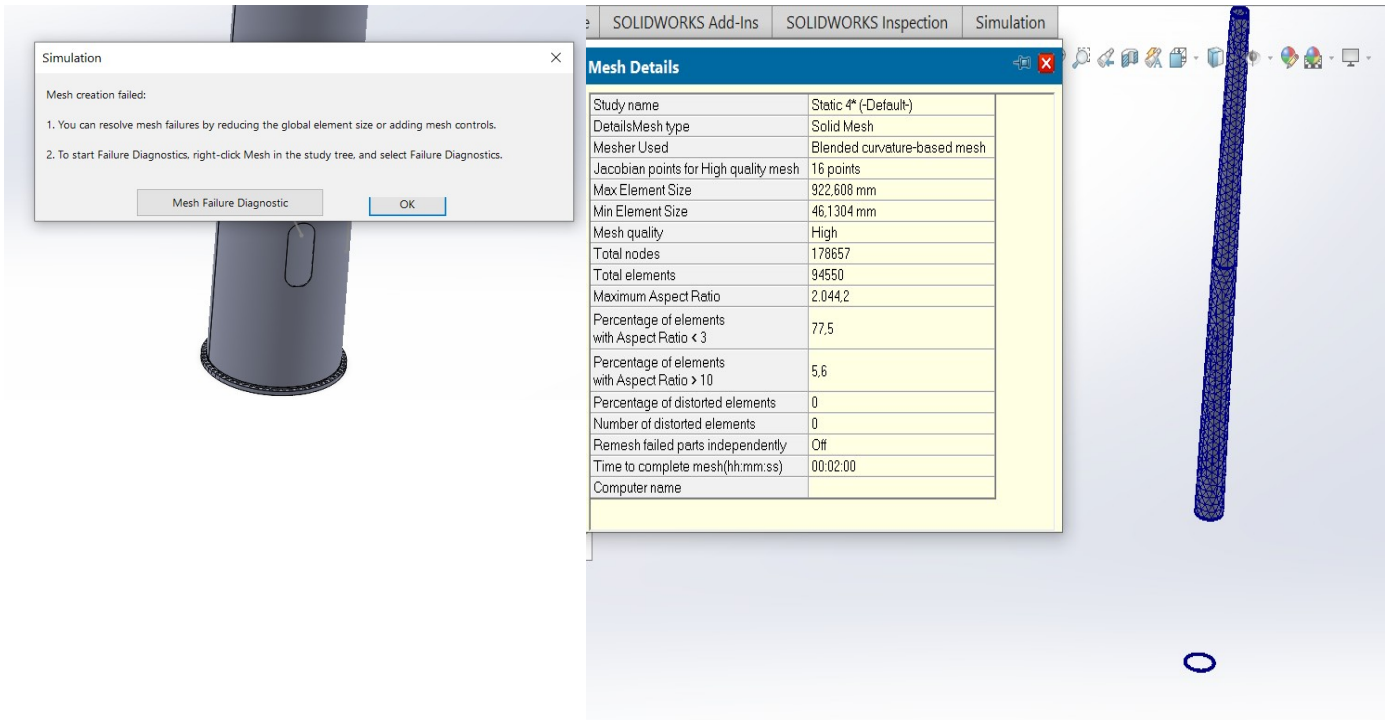 Simulation
Mesh creation failed:
1. You can resolve mesh failures by reducing the global element size or adding mesh controls.
2. To start Failure Diagnostics, right-click Mesh in the study tree, and select Failure Diagnostics.
Mesh Failure Diagnostic
OK
SOLIDWORKS Add-Ins
SOLIDWORKS Inspection
Simulation
Mesh Details
Study name Static 4* (-Default-)
DetailsMesh type Solid Mesh
Mesher Used Blended curvature-based mesh
Jacobian points for High quality mesh 16 points
Max Element Size 922,608 mm
Min Element Size 46,1304 mm
Mesh quality High
Total nodes 178657
Total elements 94550
Maximum Aspect Ratio 2.044,2
Percentage of elements
with Aspect Ratio < 3 77,5
Percentage of elements
with Aspect Ratio > 10 5,6
Percentage of distorted elements 0
Number of distorted elements 0
Remesh failed parts independently Off
Time to complete mesh(hh:mm:ss) 00:02:00
Computer name